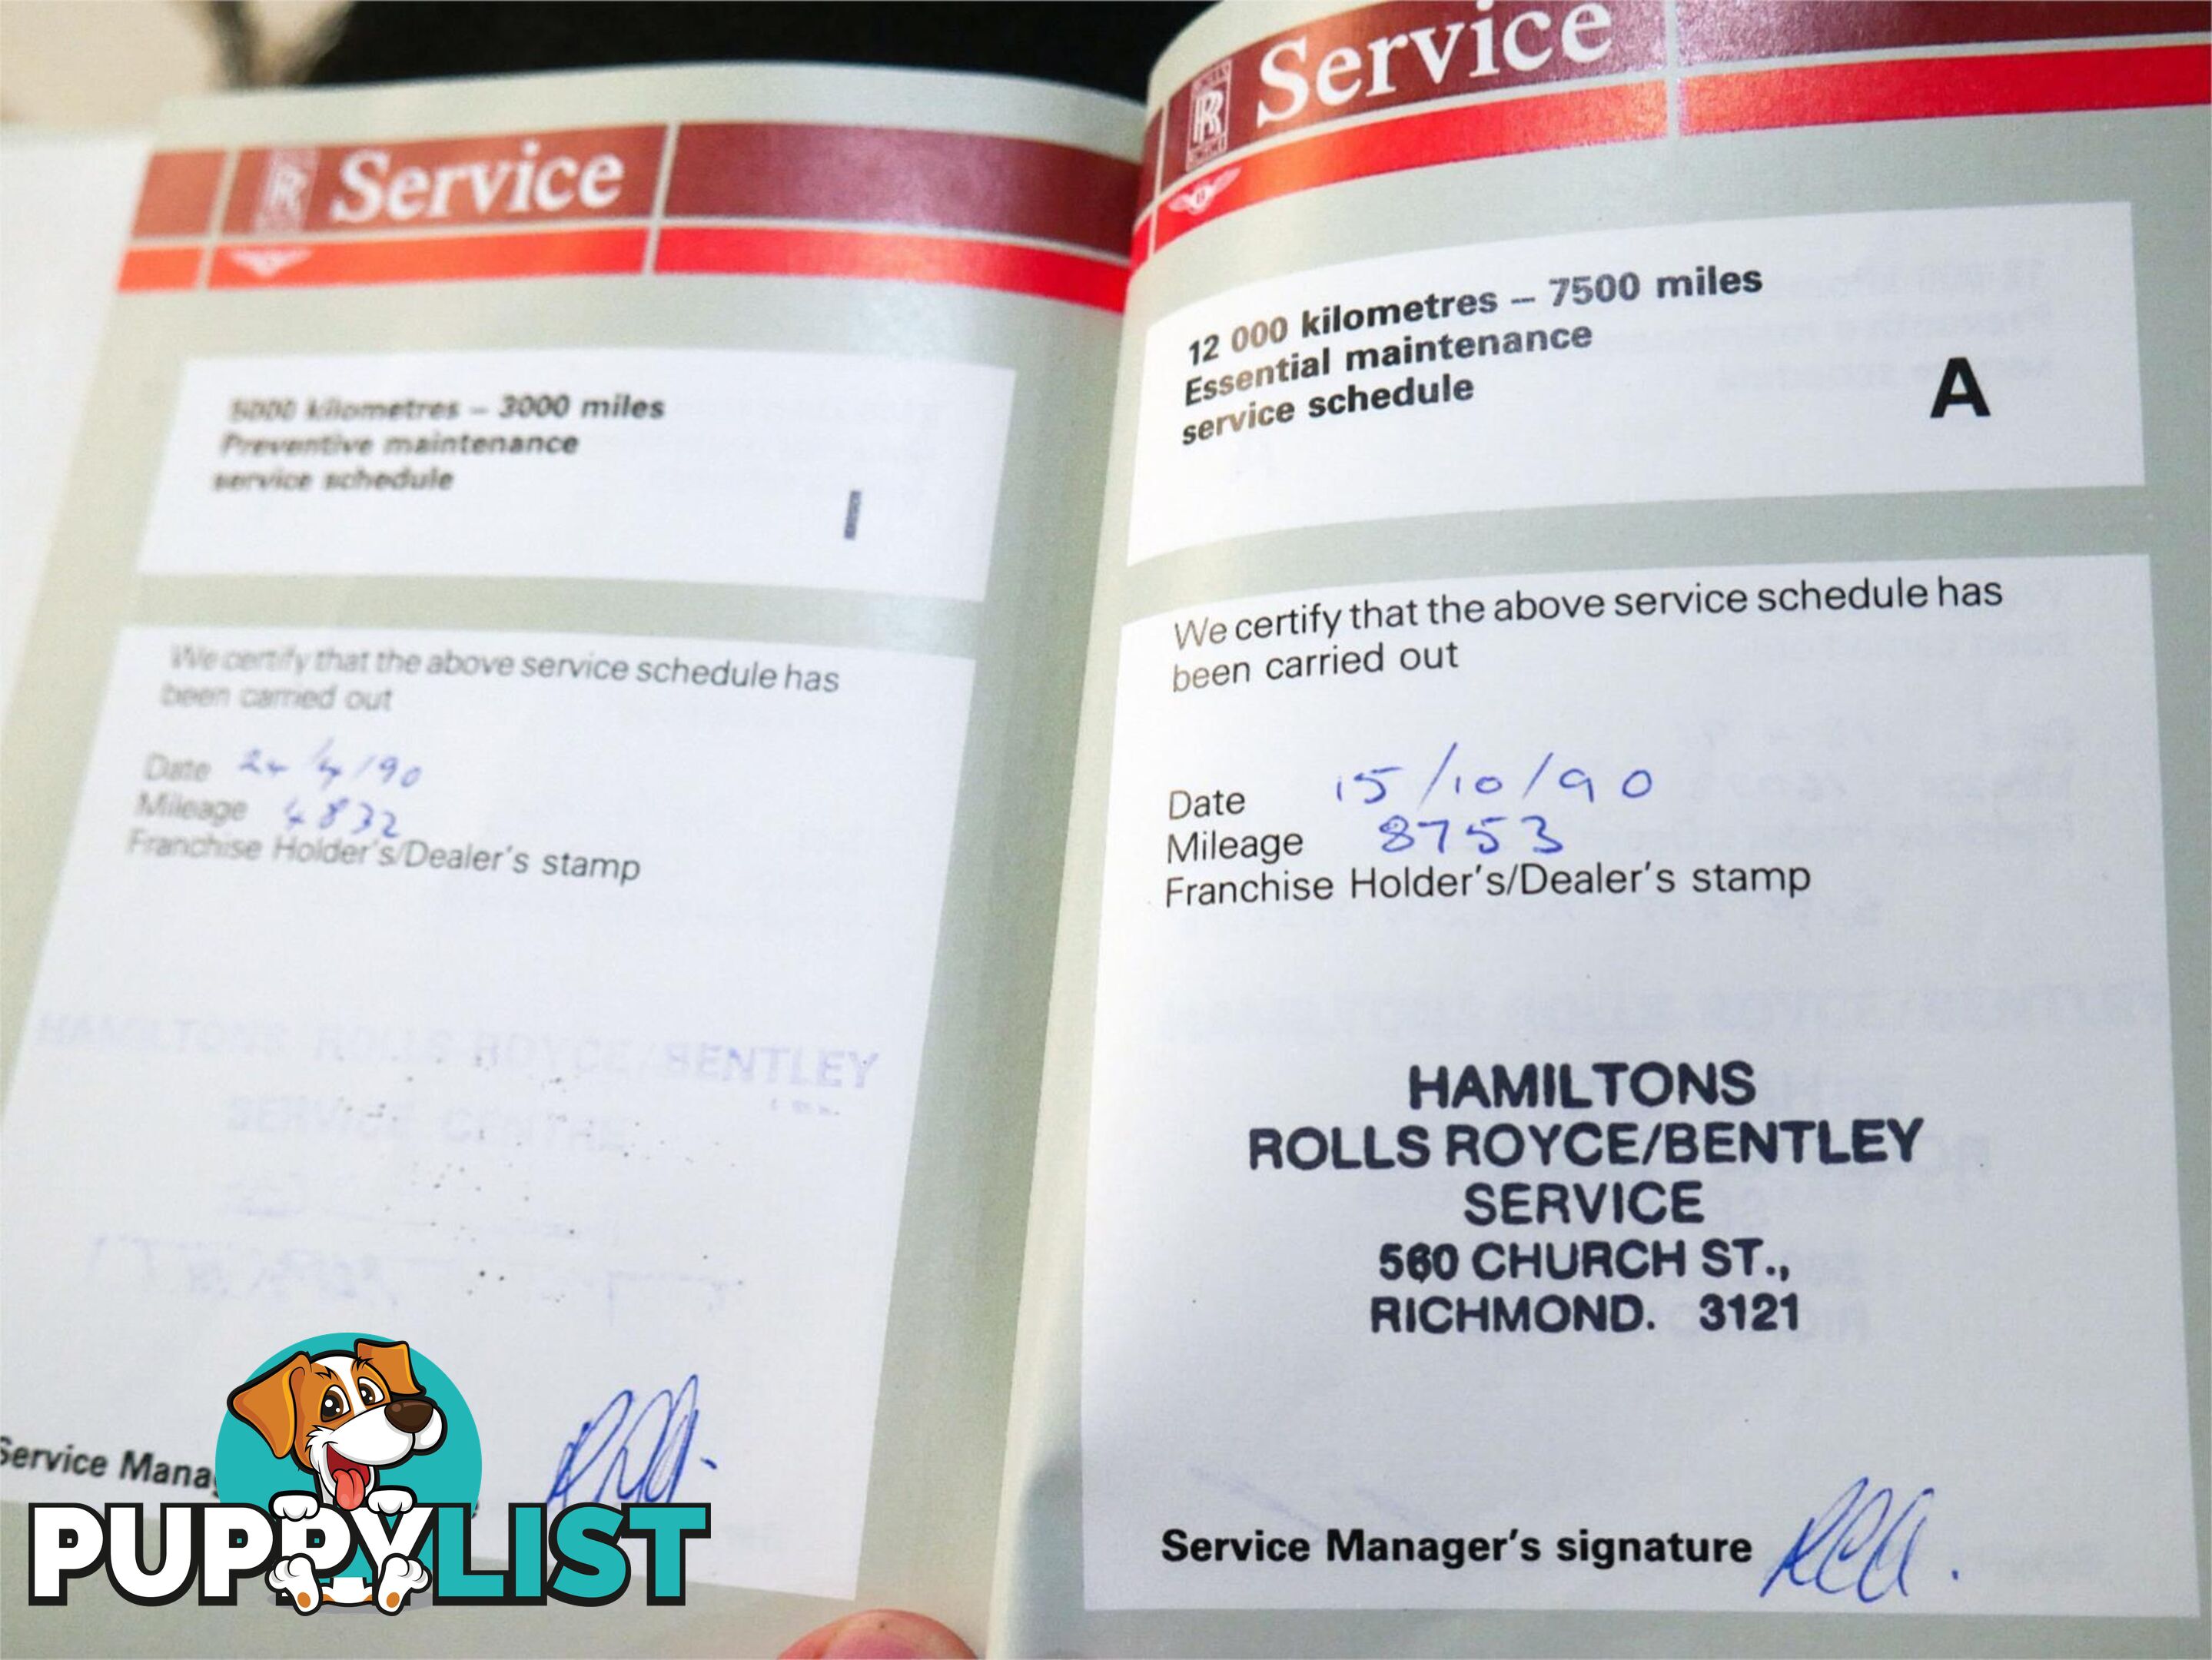 Service
5000 kilometres – 3000 miles
Preventive maintenance
service schedule
I
We certify that the above service schedule has
been carried out
Date 24/4/90
Mileage 4832
Franchise Holder's/Dealer's stamp
HAMILTONS ROLLS-ROYCE/BENTLEY
SERVICE CENTRE
Service Manag
PUPPYLIST
RR
Service
12 000 kilometres – 7500 miles
Essential maintenance
service schedule
A
We certify that the above service schedule has
been carried out
Date 15/10/90
Mileage 8753
Franchise Holder's/Dealer's stamp
HAMILTONS
ROLLS ROYCE/BENTLEY
SERVICE
560 CHURCH ST.,
RICHMOND. 3121
Service Manager's signature